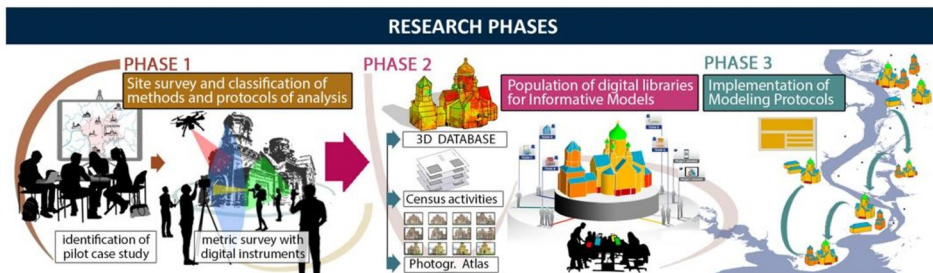 RESEARCH PHASES
PHASE 1
Site survey and classification of
methods and protocols of analysis
identification of
pilot case study
metric survey with
digital instruments
PHASE 2
Population of digital libraries
for Informative Models
3D DATABASE
Census activities
Photogr. Atlas
PHASE 3
Implementation of
Modeling Protocols